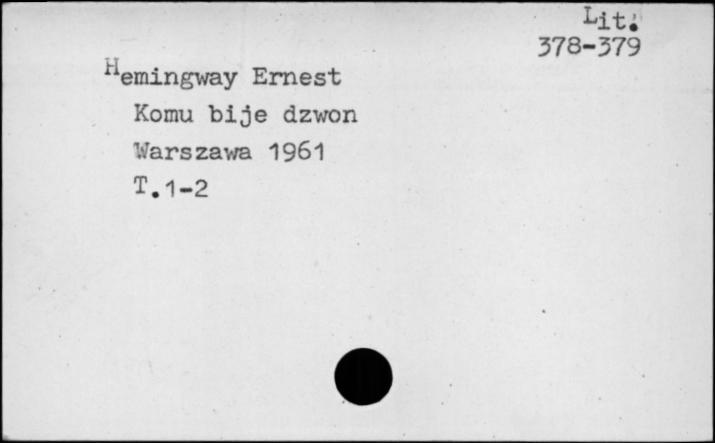 Lit.
378-379
Hemingway Ernest
Komu bije dzwon
Warszawa 1961
T.1-2